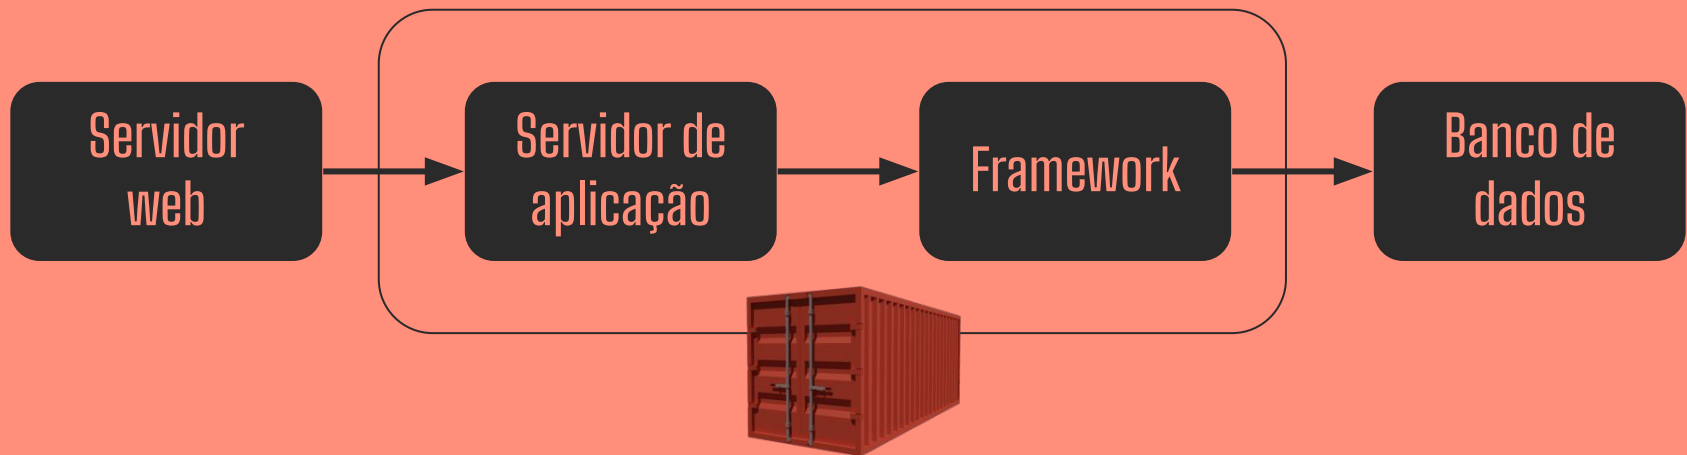 Servidor
web
Servidor de
aplicação
Framework
Banco de
dados